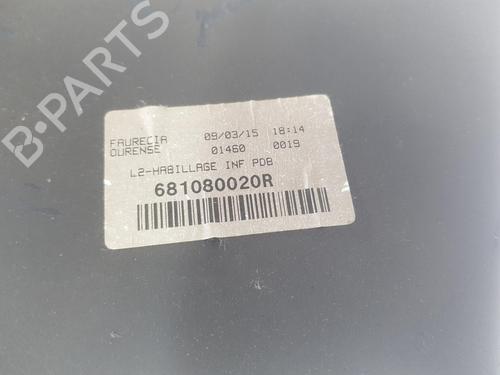 B-PARTS
FAURECIA 09/03/15 18:14
OURENSE 01460 0019
L2-HABILLAGE INF PDB
681080020R